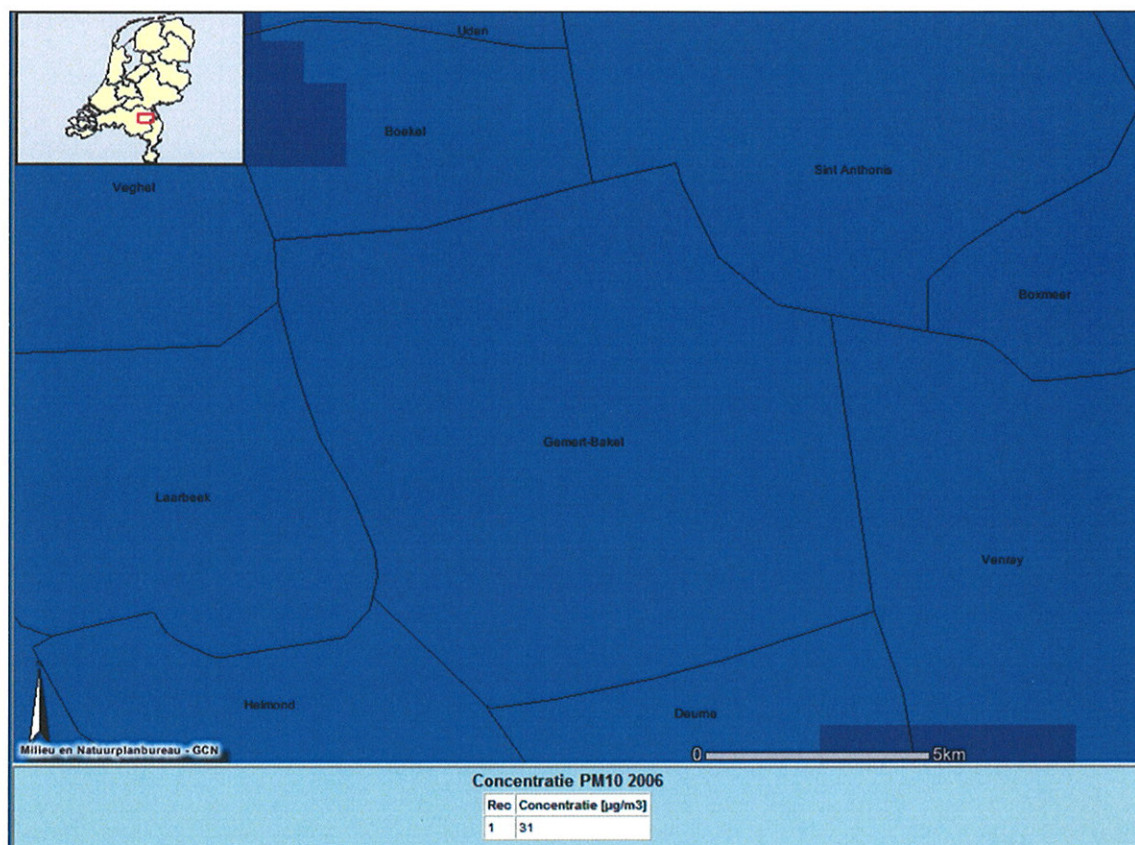 Uden
Boekel
Sint Anthonis
Veghel
Boxmeer
Gemert-Bakel
Laarbeek
Venray
Helmond
Deurne
Milieu en Natuurplanbureau - GCN
0 5km
Concentratie PM10 2006
Rec Concentratie [µg/m3]
1 31